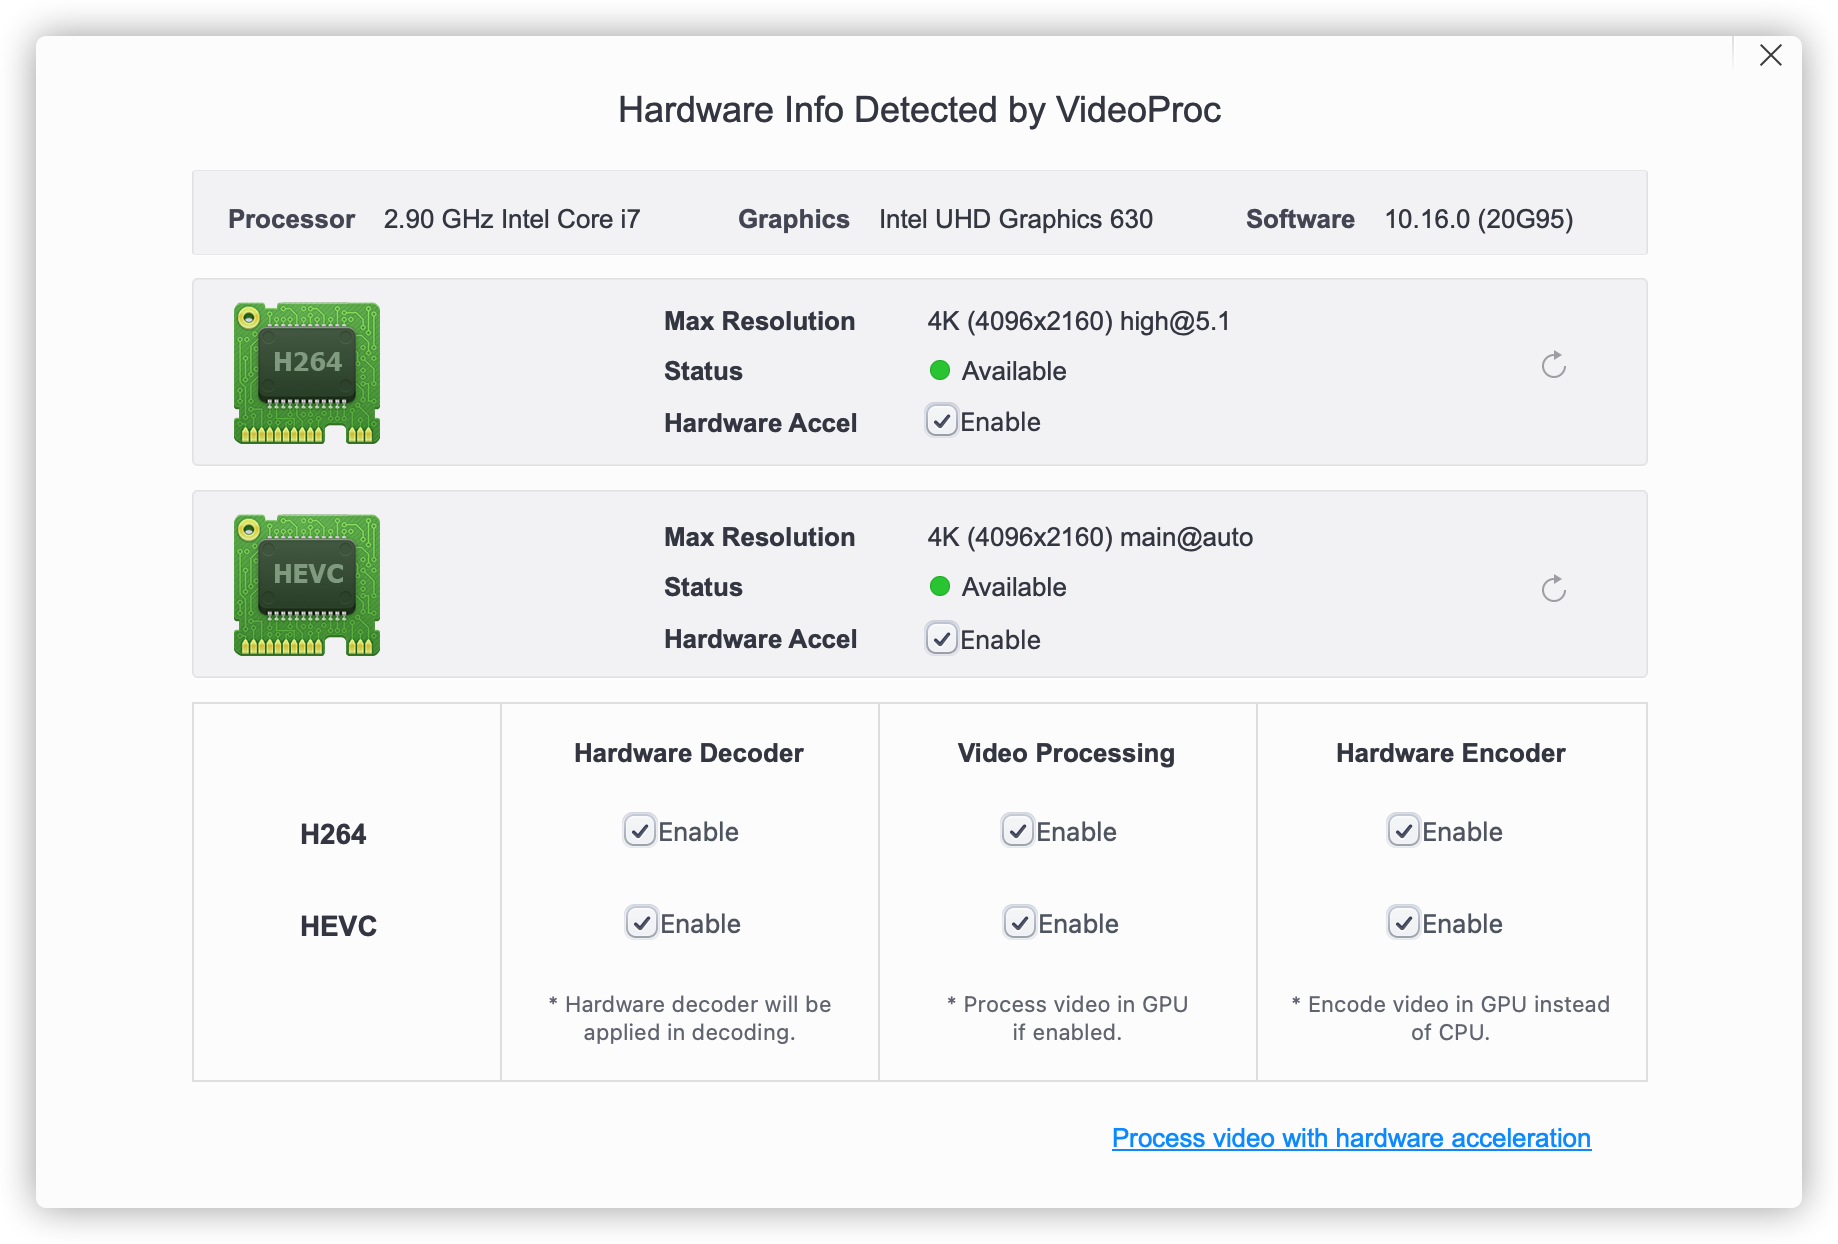 Hardware Info Detected by VideoProc
Processor 2.90 GHz Intel Core i7 Graphics Intel UHD Graphics 630 Software 10.16.0 (20G95)
H264
Max Resolution 4K (4096x2160) high@5.1
Status Available
Hardware Accel Enable
HEVC
Max Resolution 4K (4096x2160) main@auto
Status Available
Hardware Accel Enable
Hardware Decoder Video Processing Hardware Encoder
H264 Enable Enable Enable
HEVC Enable Enable Enable
* Hardware decoder will be * Process video in GPU * Encode video in GPU instead
applied in decoding. if enabled. of CPU.
Process video with hardware acceleration